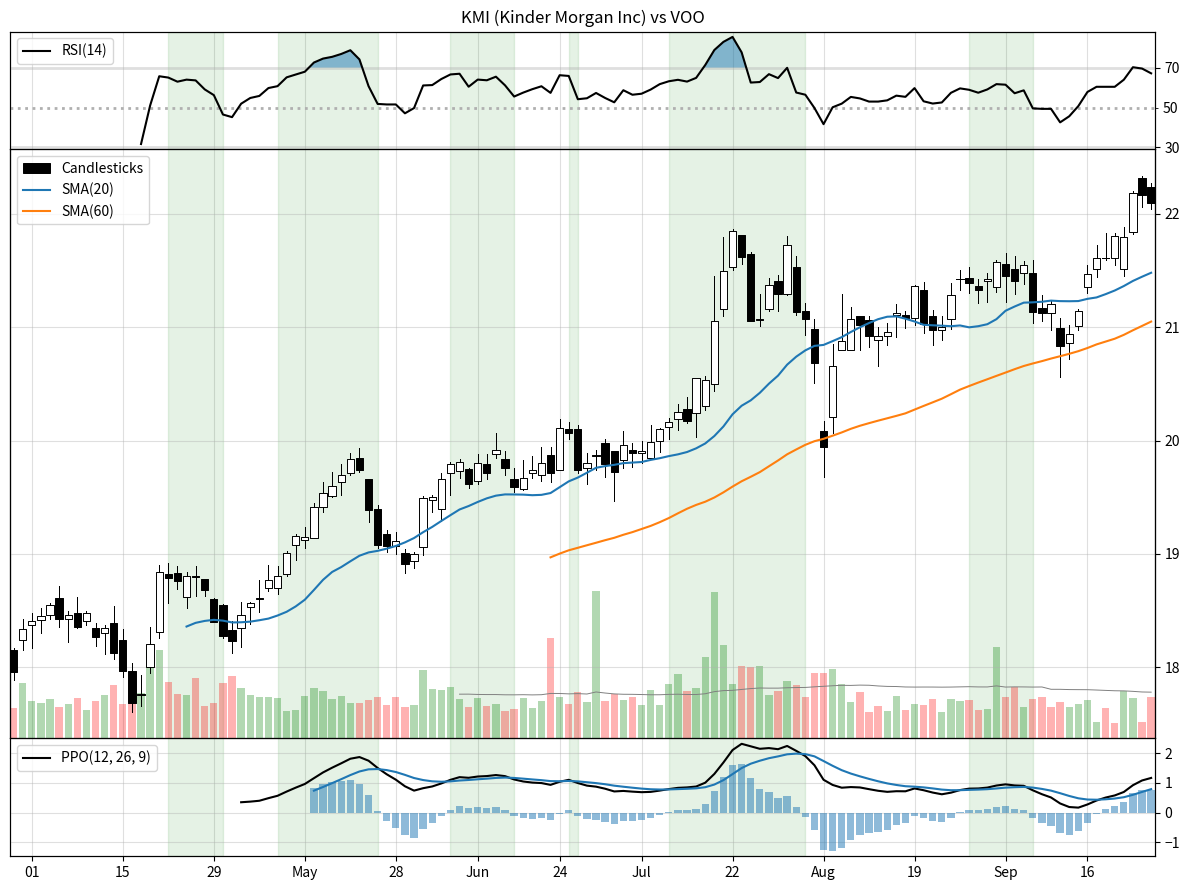 KMI (Kinder Morgan Inc) vs VOO
RSI(14)
70
50
30
Candlesticks
SMA(20)
SMA(60)
22
21
20
19
18
PPO(12, 26, 9)
2
1
0
−1
01 15 29 May 28 Jun 24 Jul 22 Aug 19 Sep 16